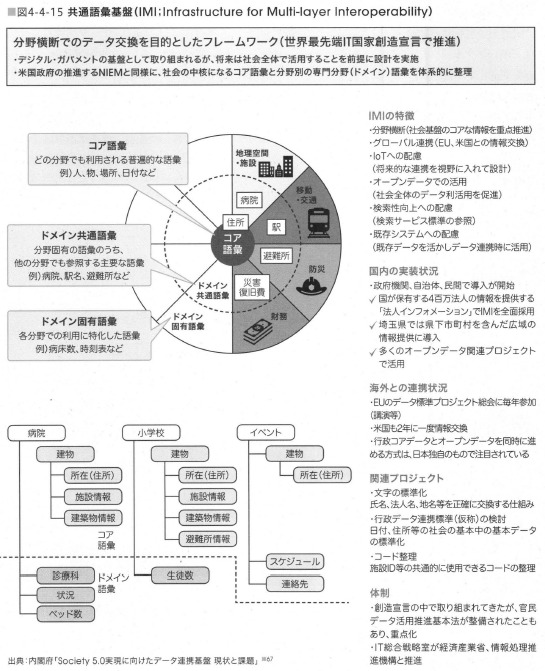 ■図4-4-15 共通語彙基盤(IMI:Infrastructure for Multi-layer Interoperability)
分野横断でのデータ交換を目的としたフレームワーク(世界最先端IT国家創造宣言で推進)
・デジタル・ガバメントの基盤として取り組まれるが、将来は社会全体で活用することを前提に設計を実施
・米国政府の推進するNIEMと同様に、社会の中核になるコア語彙と分野別の専門分野(ドメイン)語彙を体系的に整理
コア語彙
どの分野でも利用される普遍的な語彙
例)人、物、場所、日付など
ドメイン共通語彙
分野固有の語彙のうち、
他の分野でも参照する主要な語彙
例)病院、駅名、避難所など
ドメイン固有語彙
各分野での利用に特化した語彙
例)病床数、時刻表など
地理空間
・施設
移動
・交通
病院
住所
駅
コア
語彙
避難所
防災
ドメイン
共通語彙
災害
復旧費
ドメイン
固有語彙
財務
IMIの特徴
・分野横断(社会基盤のコアな情報を重点推進)
・グローバル連携(EU、米国との情報交換)
・IoTへの配慮
(将来的な連携を視野に入れて設計)
・オープンデータでの活用
(社会全体のデータ利活用を促進)
・検索性向上への配慮
(検索サービス標準の参照)
・既存システムへの配慮
(既存データを活かしデータ連携時に活用)
国内の実装状況
・政府機関、自治体、民間で導入が開始
✓ 国が保有する4百万法人の情報を提供する
「法人インフォメーション」でIMIを全面採用
✓ 埼玉県では県下市町村を含んだ広域の
情報提供に導入
✓ 多くのオープンデータ関連プロジェクト
で活用
海外との連携状況
・EUのデータ標準プロジェクト総会に毎年参加
(講演等)
・米国も2年に一度情報交換
・行政コアデータとオープンデータを同時に進
める方式は、日本独自のもので注目されている
関連プロジェクト
・文字の標準化
氏名、法人名、地名等を正確に交換する仕組み
・行政データ連携標準(仮称)の検討
日付、住所等の社会の基本中の基本データ
の標準化
・コード整理
施設ID等の共通的に使用できるコードの整理
体制
・創造宣言の中で取り組まれてきたが、官民
データ活用推進基本法が整備されたことも
あり、重点化
・IT総合戦略室が経済産業省、情報処理推
進機構と推進
病院
建物
所在(住所)
施設情報
建築物情報
コア
語彙
診療科
状況
ベッド数
ドメイン
語彙
小学校
建物
所在(住所)
施設情報
建築物情報
避難所情報
生徒数
イベント
建物
所在(住所)
スケジュール
連絡先
出典:内閣府「Society 5.0実現に向けたデータ連携基盤 現状と課題」※67